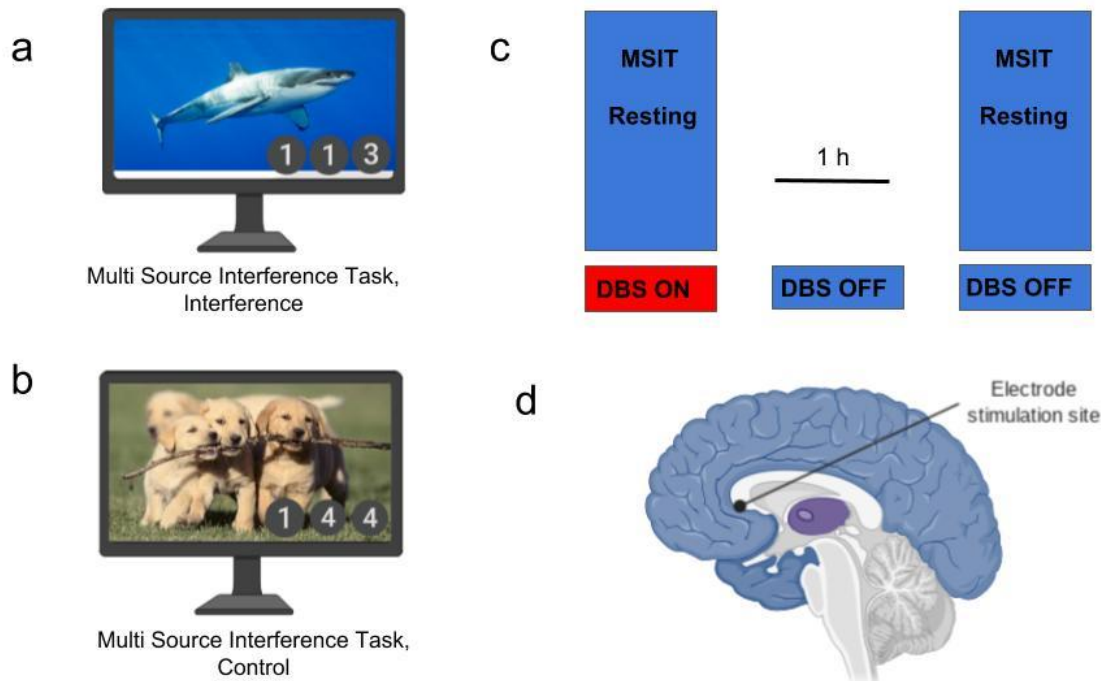 a
1 1 3
Multi Source Interference Task,
Interference
b
1 4 4
Multi Source Interference Task,
Control
c
MSIT
Resting
1 h
MSIT
Resting
DBS ON
DBS OFF
DBS OFF
d
Electrode
stimulation site